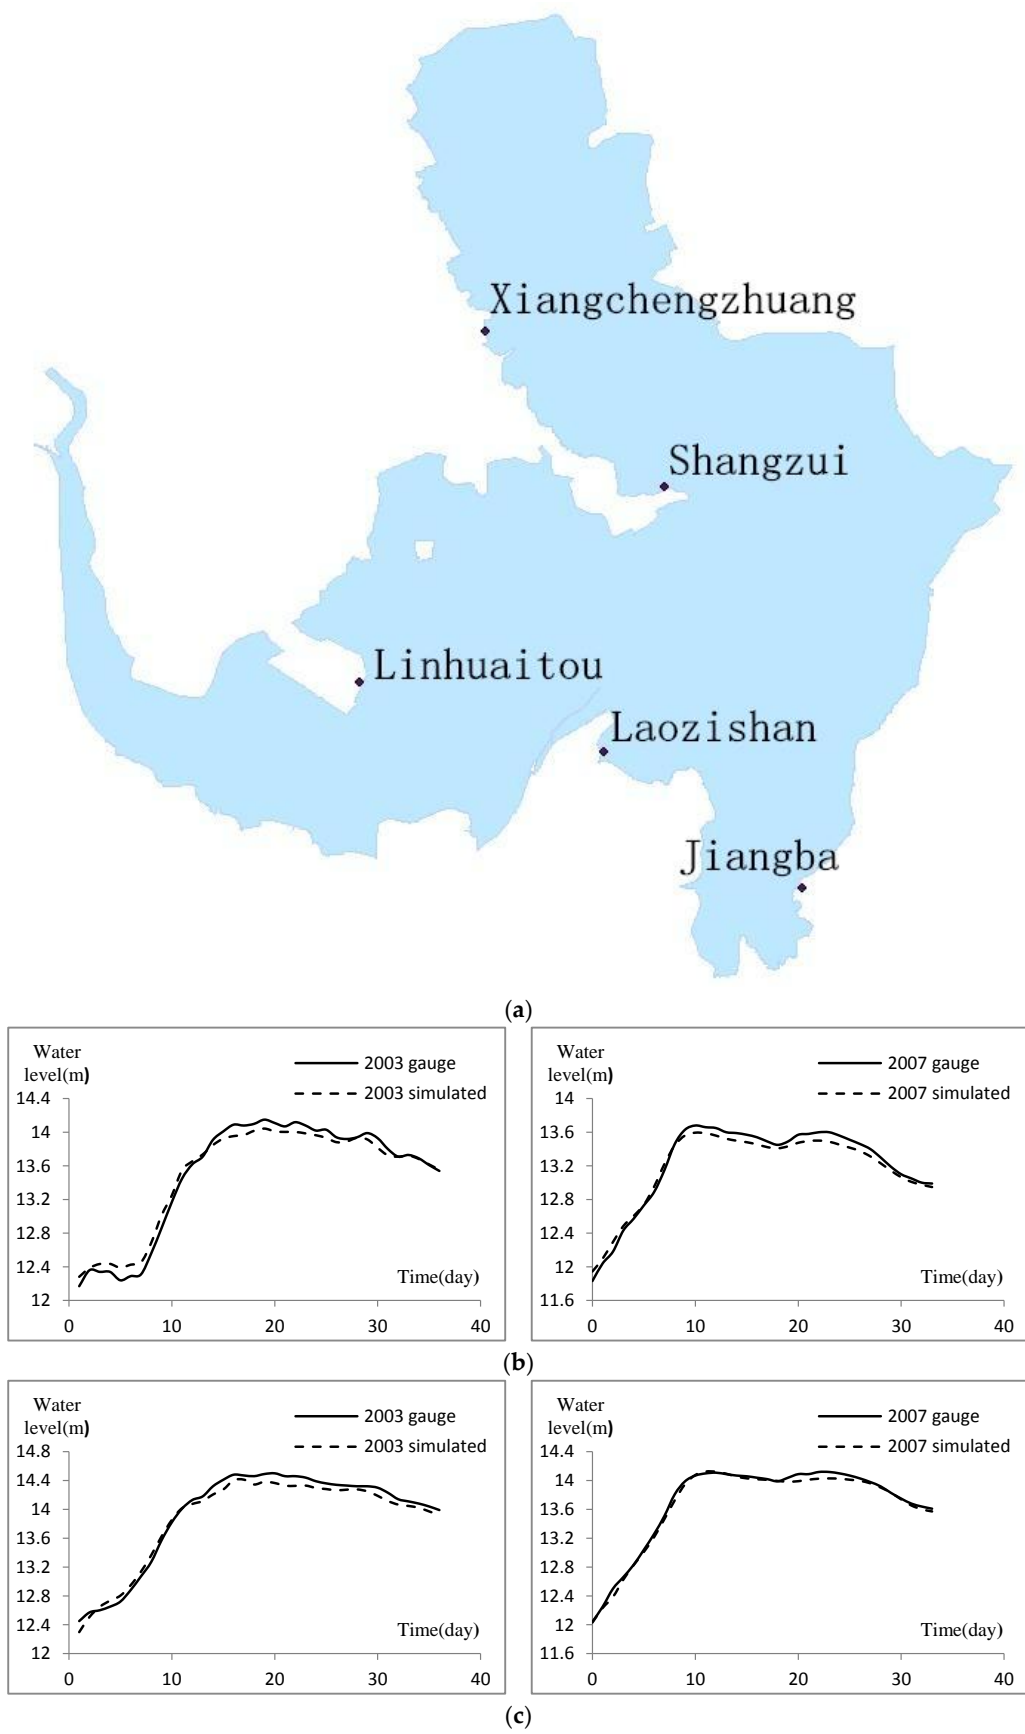 Xiangchengzhuang
Shangzui
Linhuaitou
Laozishan
Jiangba
(a)
Water
level(m)
2003 gauge
2003 simulated
14.4
14
13.6
13.2
12.8
12.4
12
Time(day)
0 10 20 30 40
Water
level(m)
2007 gauge
2007 simulated
14
13.6
13.2
12.8
12.4
12
11.6
Time(day)
0 10 20 30 40
(b)
Water
level(m)
2003 gauge
2003 simulated
14.8
14.4
14
13.6
13.2
12.8
12.4
12
Time(day)
0 10 20 30 40
Water
level(m)
2007 gauge
2007 simulated
14.4
14
13.6
13.2
12.8
12.4
12
11.6
Time(day)
0 10 20 30 40
(c)